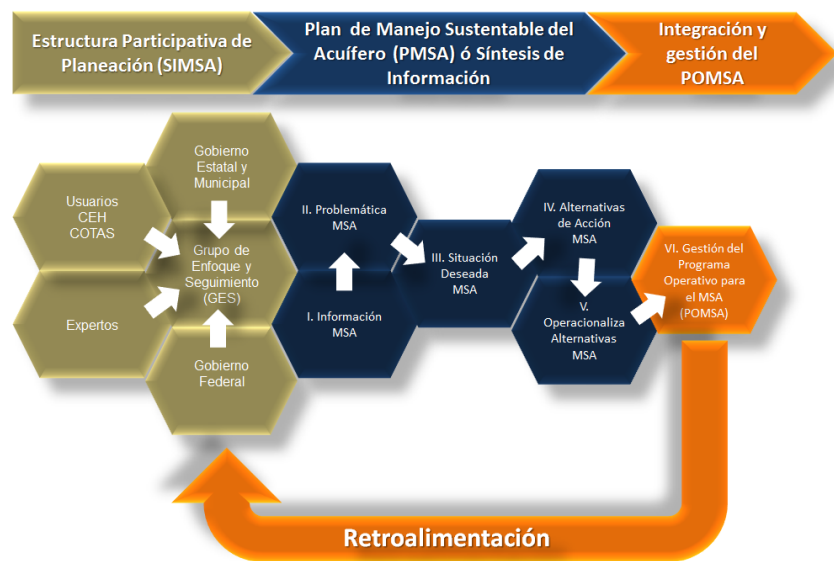 Estructura Participativa de
Planeación (SIMSA)
Plan de Manejo Sustentable del
Acuífero (PMSA) ó Síntesis de
Información
Integración y
gestión del
POMSA
Gobierno
Estatal y
Municipal
Usuarios
CEH
COTAS
Grupo de
Enfoque y
Seguimiento
(GES)
Expertos
Gobierno
Federal
II. Problemática
MSA
I. Información
MSA
III. Situación
Deseada
MSA
IV. Alternativas
de Acción
MSA
V.
Operacionaliza
Alternativas
MSA
VI. Gestión del
Programa
Operativo para
el MSA
(POMSA)
Retroalimentación